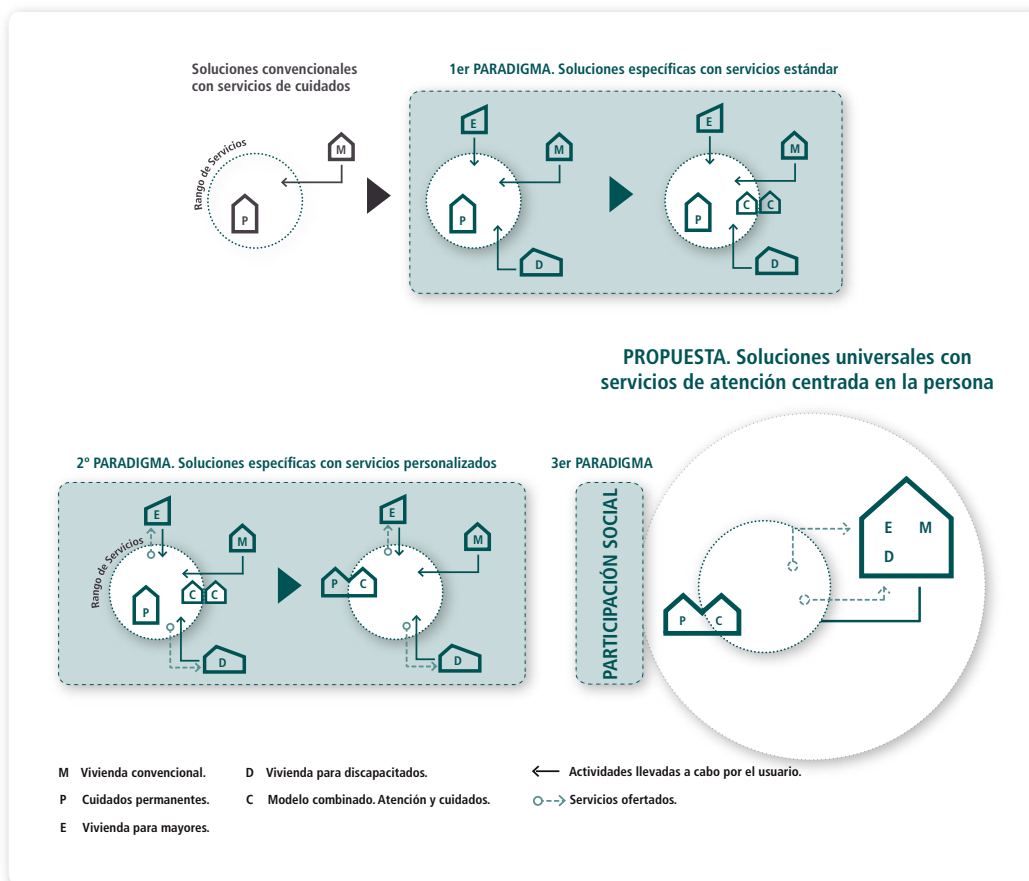 Soluciones convencionales
con servicios de cuidados
1er PARADIGMA. Soluciones específicas con servicios estándar
Rango de Servicios
M
P
E
M
P
D
E
M
C C
P
D
PROPUESTA. Soluciones universales con
servicios de atención centrada en la persona
2º PARADIGMA. Soluciones específicas con servicios personalizados
3er PARADIGMA
Rango de Servicios
E
M
C C
P
D
E
M
P C
D
PARTICIPACIÓN SOCIAL
E M
D
P C
M Vivienda convencional.
P Cuidados permanentes.
E Vivienda para mayores.
D Vivienda para discapacitados.
C Modelo combinado. Atención y cuidados.
Actividades llevadas a cabo por el usuario.
Servicios ofertados.